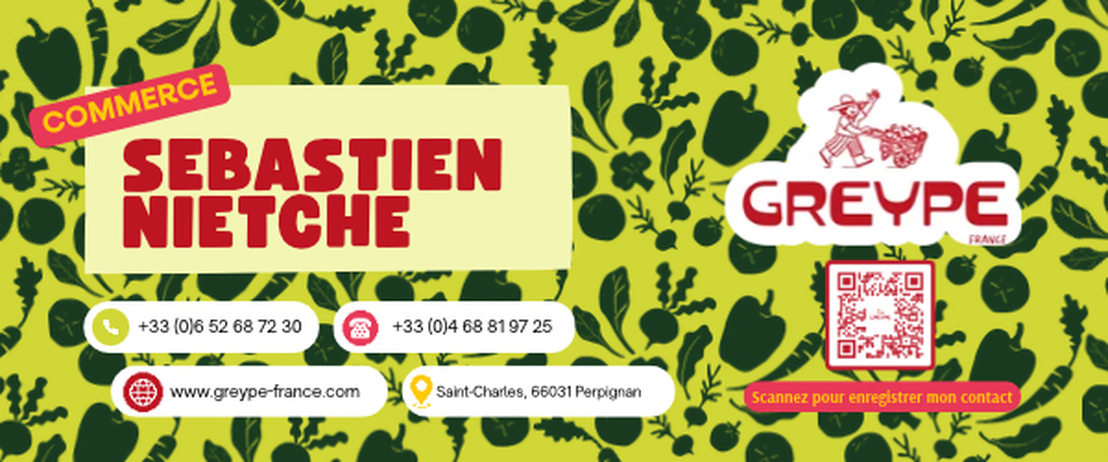 COMMERCE
SEBASTIEN
NIETCHE
+33 (0)6 52 68 72 30
+33 (0)4 68 81 97 25
www.greype-france.com
Saint-Charles, 66031 Perpignan
GREYPE
FRANCE
Scannez pour enregistrer mon contact